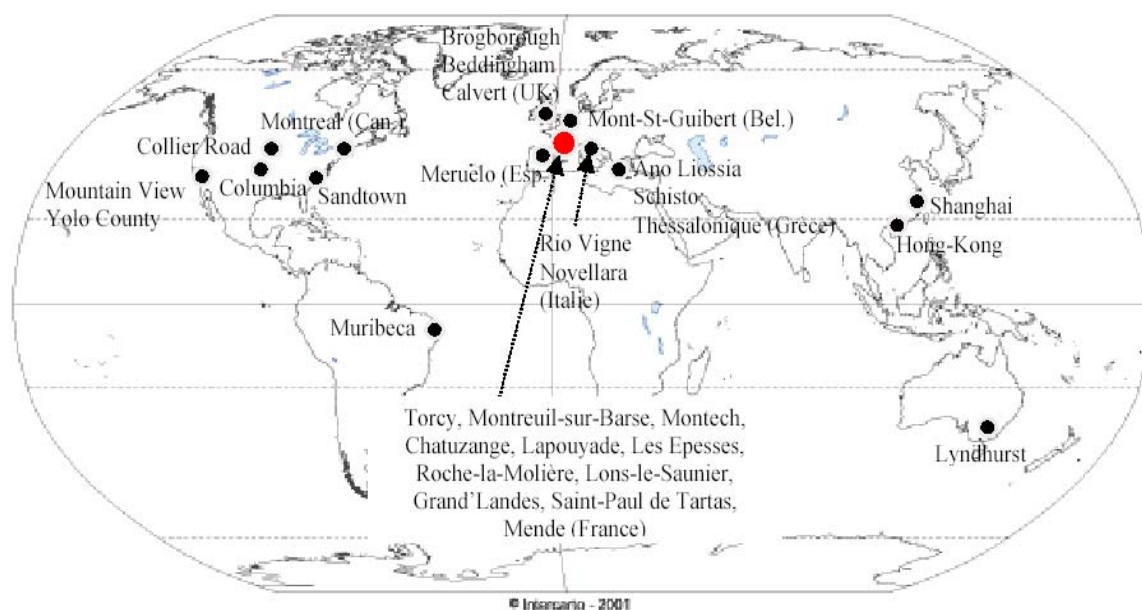 Brogborough
Beddingham
Calvert (UK)
Mont-St-Guibert (Bel.)
Montreal (Can.)
Collier Road
Meruelo (Esp.
Ano Liossia
Mountain View
Columbia
Sandtown
Schisto
Shanghai
Yolo County
Thessalonique (Grèce)
Rio Vigne
Hong-Kong
Novellara
(Italie)
Muribeca
Torcy, Montreuil-sur-Barse, Montech,
Chatuzange, Lapouyade, Les Epesses,
Roche-la-Molière, Lons-le-Saunier,
Grand'Landes, Saint-Paul de Tartas,
Mende (France)
Lyndhurst
© Intercarto - 2001